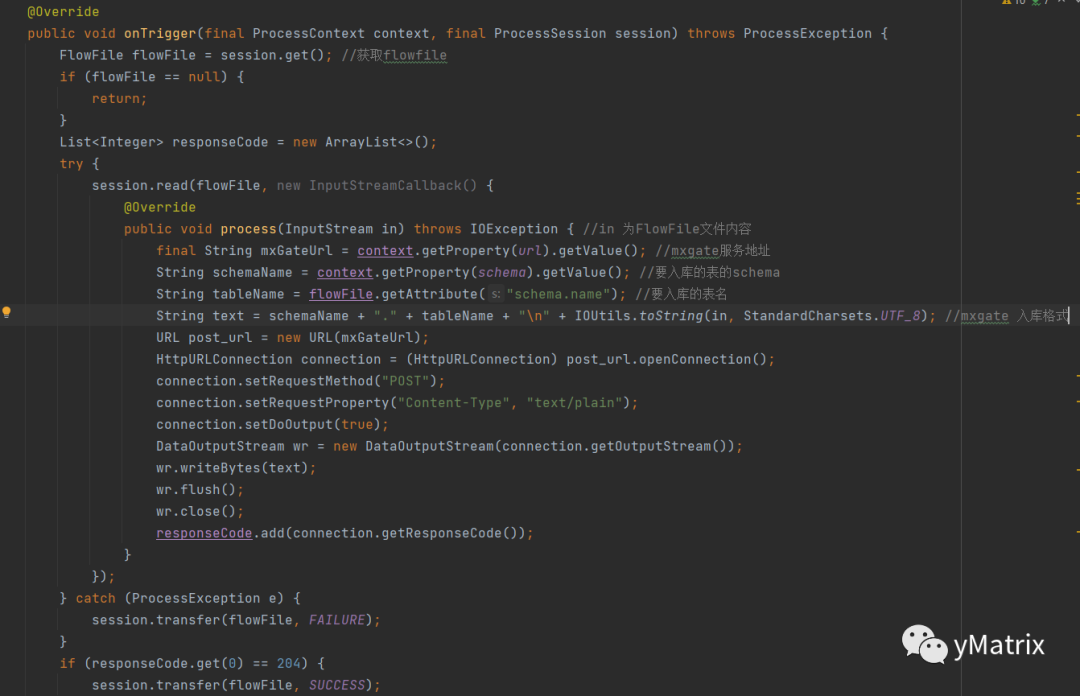 @Override
public void onTrigger(final ProcessContext context, final ProcessSession session) throws ProcessException {
FlowFile flowFile = session.get(); //获取flowfile
if (flowFile == null) {
return;
}
List<Integer> responseCode = new ArrayList<>();
try {
session.read(flowFile, new InputStreamCallback() {
@Override
public void process(InputStream in) throws IOException { //in 为FlowFile文件内容
final String mxGateUrl = context.getProperty(url).getValue(); //mxgate服务地址
String schemaName = context.getProperty(schema).getValue(); //要入库的表的schema
String tableName = flowFile.getAttribute( s: "schema.name"); //要入库的表名
String text = schemaName + "." + tableName + "\n" + IOUtils.toString(in, StandardCharsets.UTF_8); //mxgate 入库格式
URL post_url = new URL(mxGateUrl);
HttpURLConnection connection = (HttpURLConnection) post_url.openConnection();
connection.setRequestMethod("POST");
connection.setRequestProperty("Content-Type", "text/plain");
connection.setDoOutput(true);
DataOutputStream wr = new DataOutputStream(connection.getOutputStream());
wr.writeBytes(text);
wr.flush();
wr.close();
responseCode.add(connection.getResponseCode());
}
});
} catch (ProcessException e) {
session.transfer(flowFile, FAILURE);
}
if (responseCode.get(0) == 204) {
session.transfer(flowFile, SUCCESS);
yMatrix